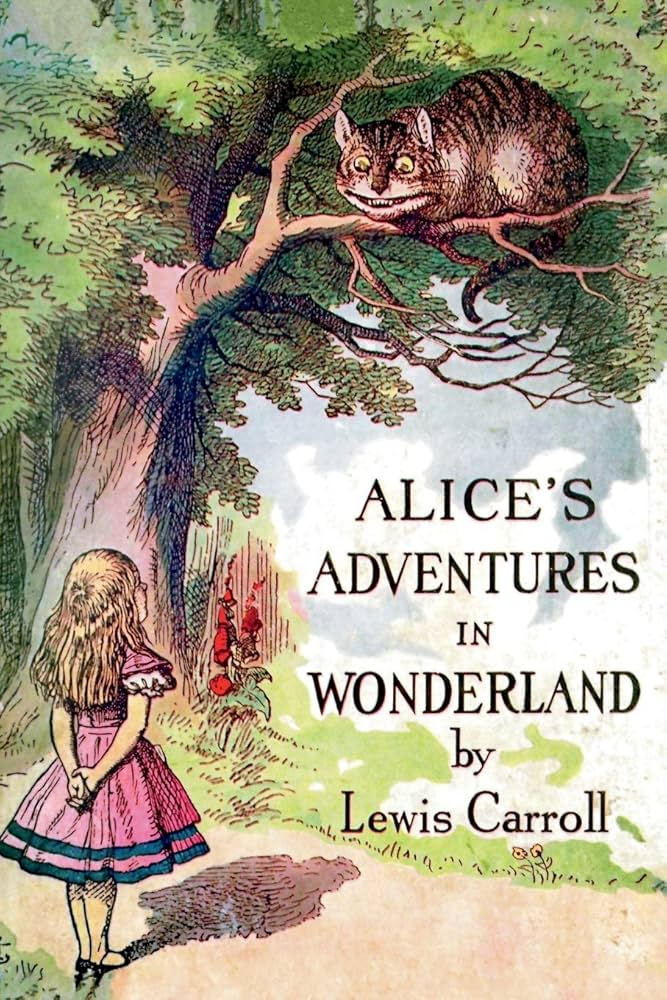 ALICE'S
ADVENTURES
IN
WONDERLAND
by
Lewis Carroll